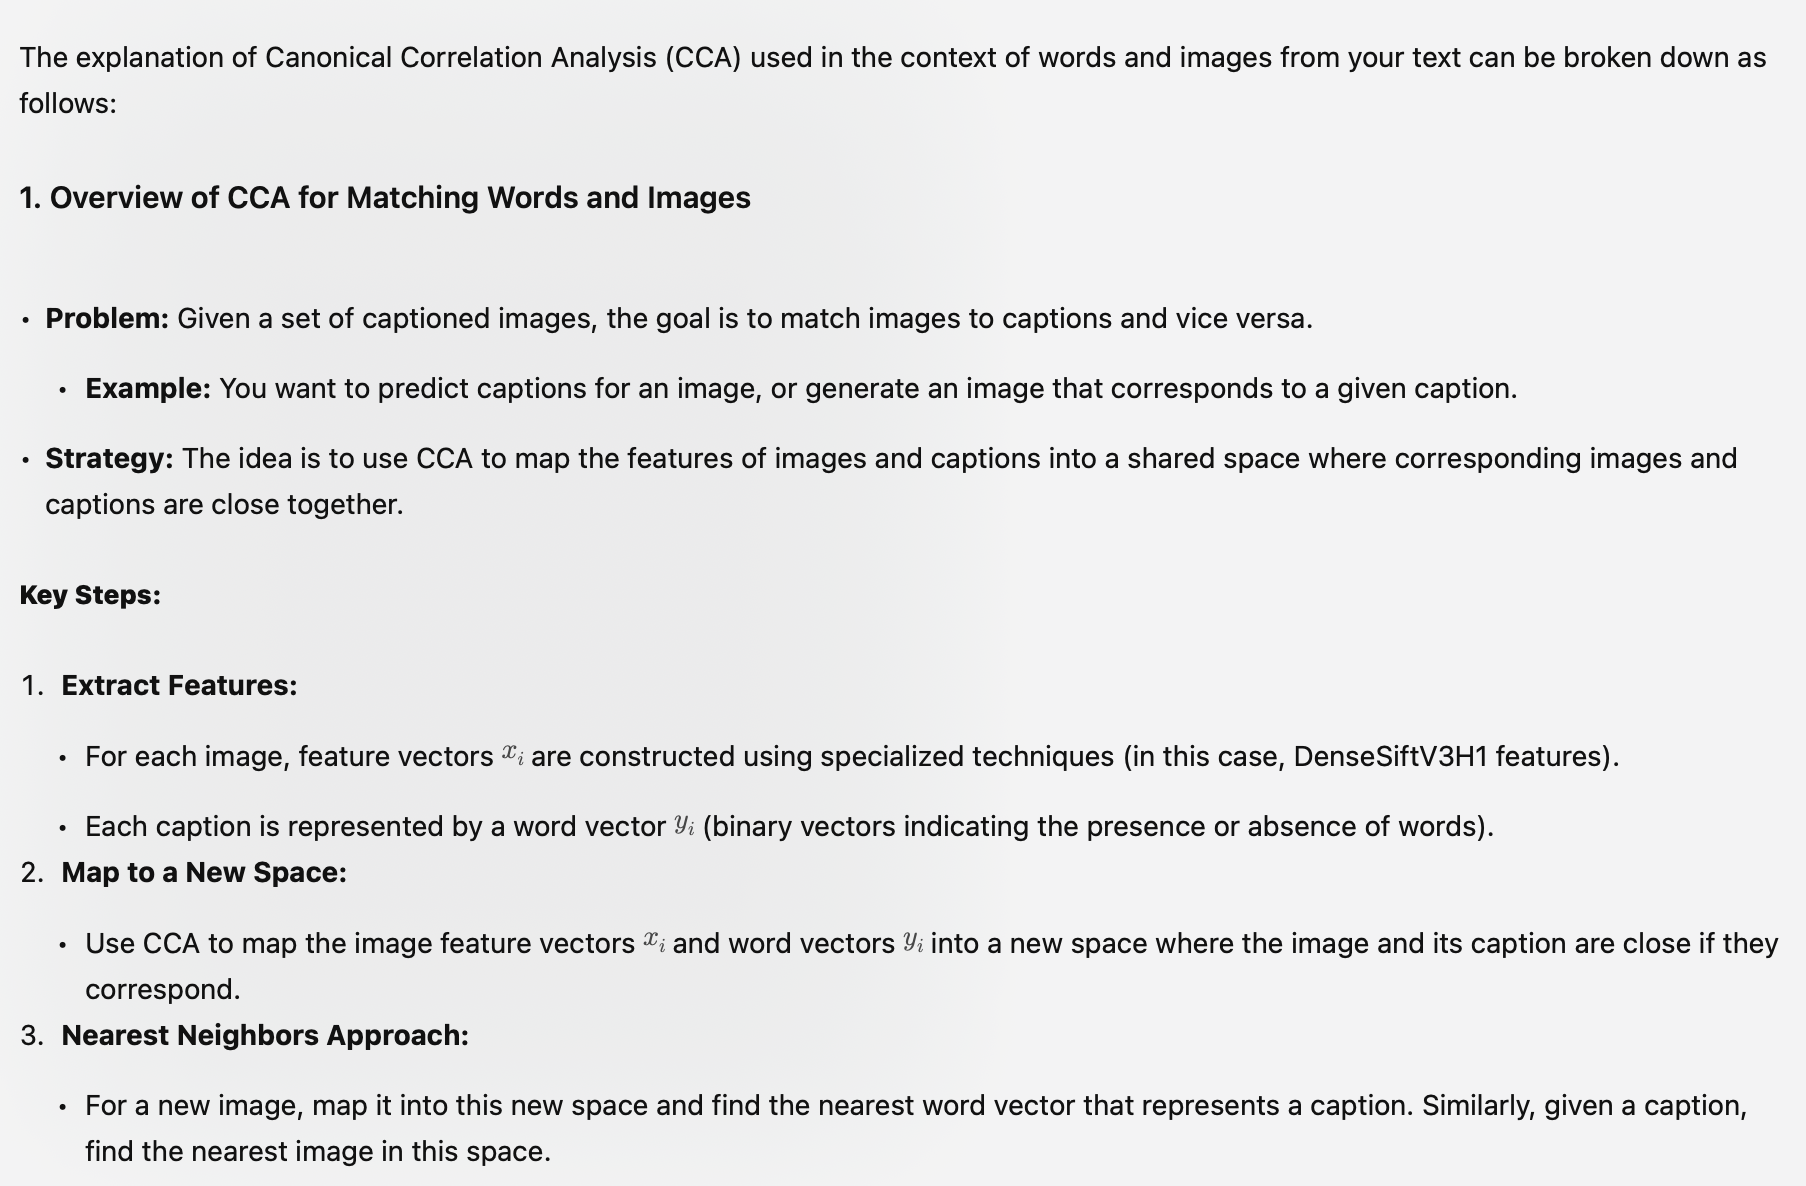 The explanation of Canonical Correlation Analysis (CCA) used in the context of words and images from your text can be broken down as
follows:
1. Overview of CCA for Matching Words and Images
• Problem: Given a set of captioned images, the goal is to match images to captions and vice versa.
• Example: You want to predict captions for an image, or generate an image that corresponds to a given caption.
• Strategy: The idea is to use CCA to map the features of images and captions into a shared space where corresponding images and
captions are close together.
Key Steps:
1. Extract Features:
• For each image, feature vectors x_i are constructed using specialized techniques (in this case, DenseSiftV3H1 features).
• Each caption is represented by a word vector y_i (binary vectors indicating the presence or absence of words).
2. Map to a New Space:
• Use CCA to map the image feature vectors x_i and word vectors y_i into a new space where the image and its caption are close if they
correspond.
3. Nearest Neighbors Approach:
• For a new image, map it into this new space and find the nearest word vector that represents a caption. Similarly, given a caption,
find the nearest image in this space.